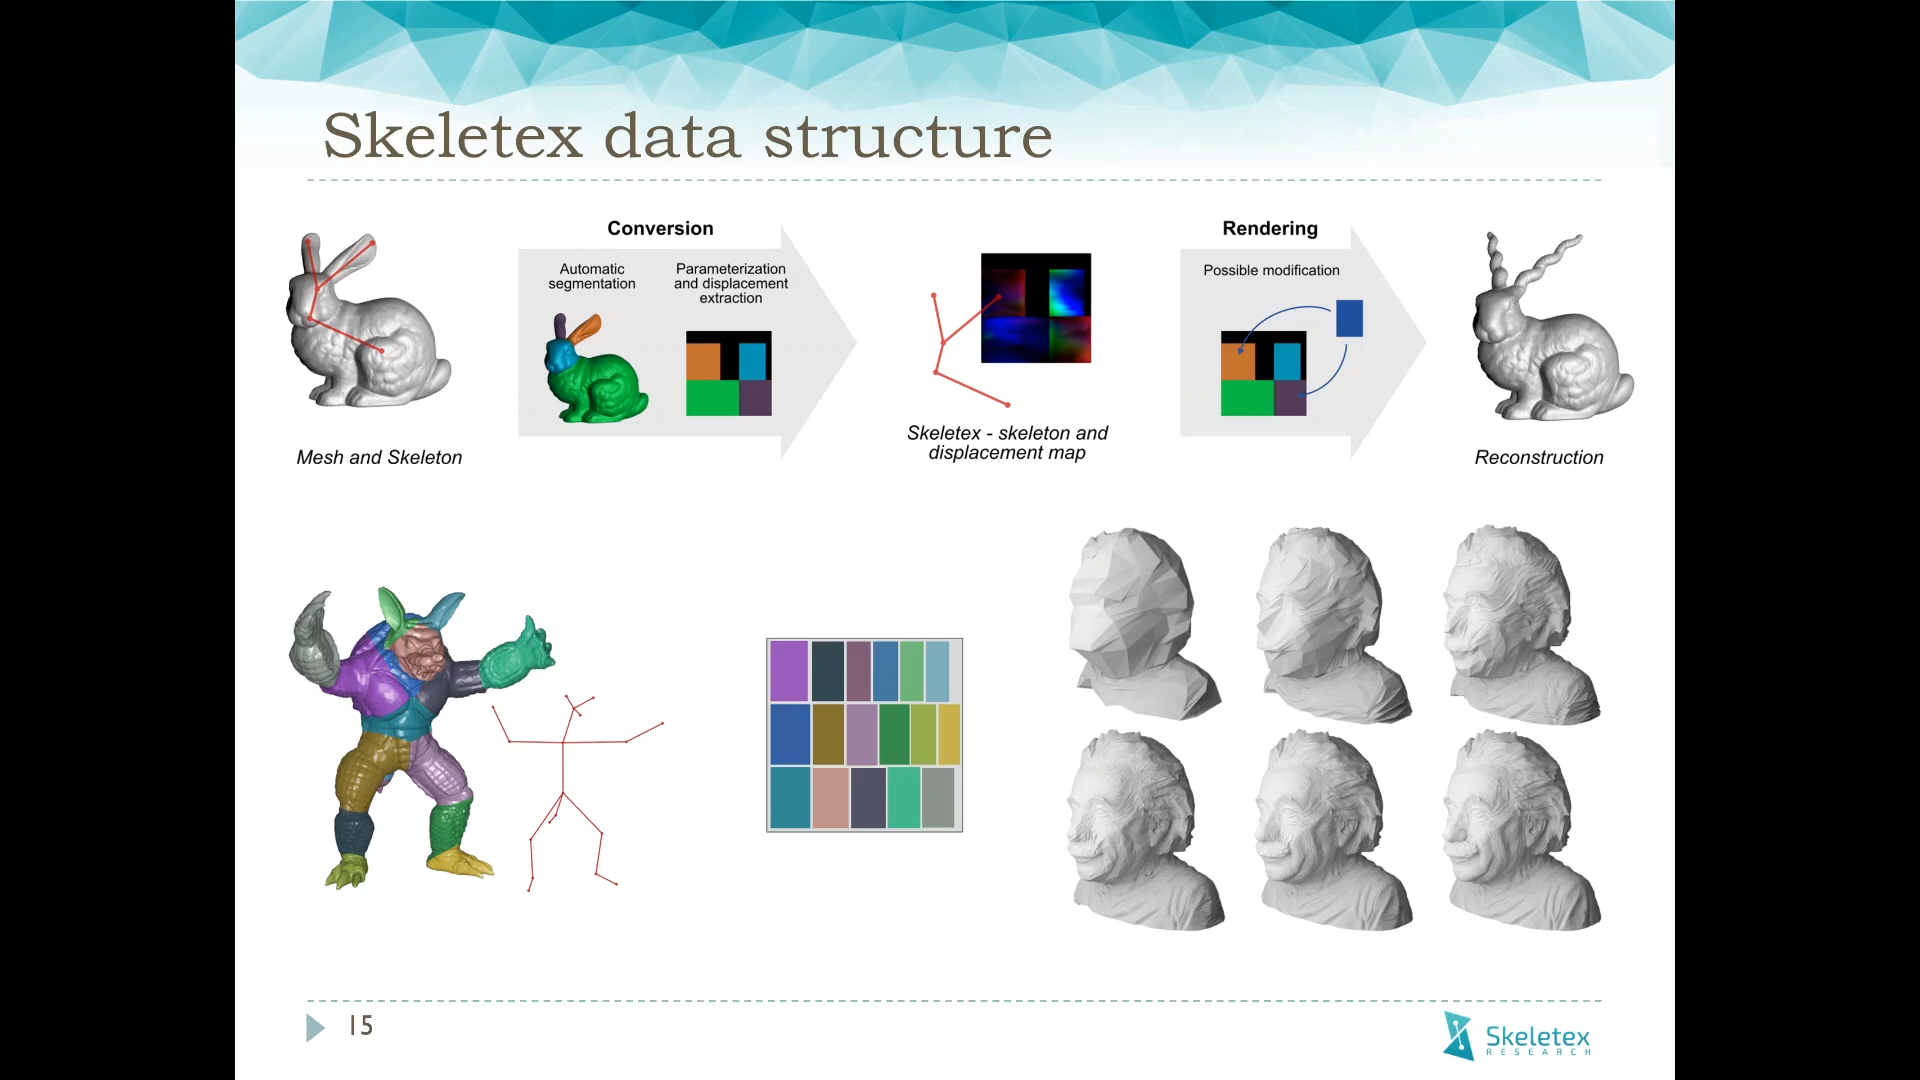 Skeletex data structure
Conversion
Automatic
segmentation
Parameterization
and displacement
extraction
Rendering
Possible modification
Mesh and Skeleton
Skeletex - skeleton and
displacement map
Reconstruction
15
Skeletex
RESEARCH